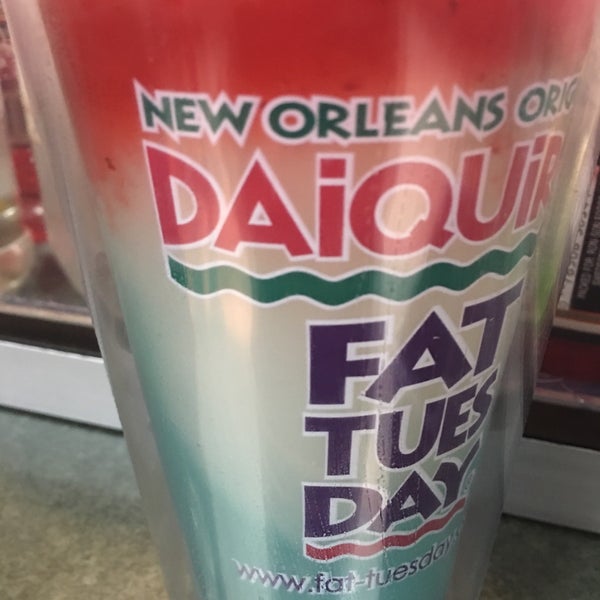 NEW ORLEANS ORIG
DAiQUiR
FAT
TUES
DAY
www.fat-tuesday